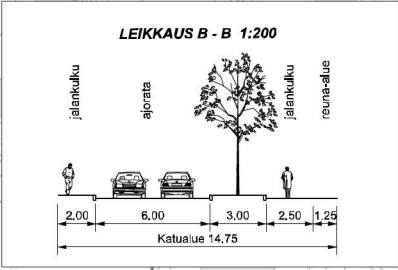 LEIKKAUS B - B 1:200
jalankulku
ajorata
jalankulku
reuna-alue
2,00 6,00 3,00 2,50 1,25
Katualue 14,75